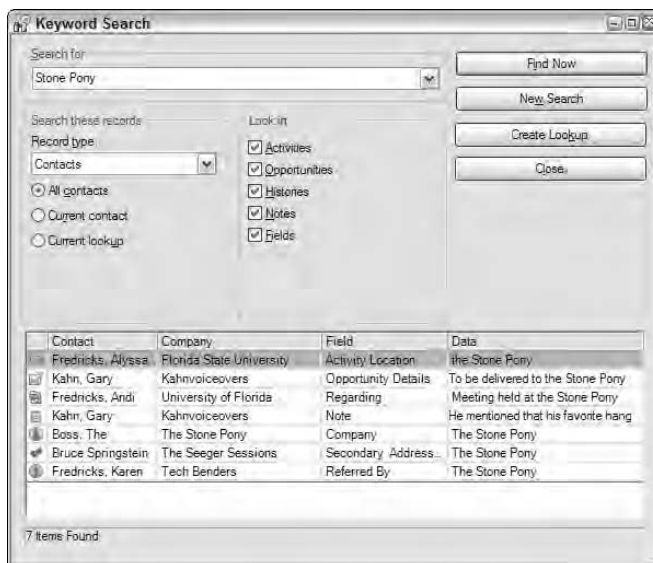 Keyword Search
Search for
Stone Pony
Find Now
New Search
Create Lookup
Close
Search these records
Record type
Contacts
All contacts
Current contact
Current lookup
Look in
Activities
Opportunities
Histories
Notes
Fields
Contact Company Field Data
Fredricks, Alyssa Florida State University Activity Location the Stone Pony
Kahn, Gary Kahnvoiceovers Opportunity Details To be delivered to the Stone Pony
Fredricks, Andi University of Florida Regarding Meeting held at the Stone Pony
Kahn, Gary Kahnvoiceovers Note He mentioned that his favorite hang
Boss, The The Stone Pony Company The Stone Pony
Bruce Springstein The Seeger Sessions Secondary Address... The Stone Pony
Fredricks, Karen Tech Benders Referred By The Stone Pony
7 Items Found